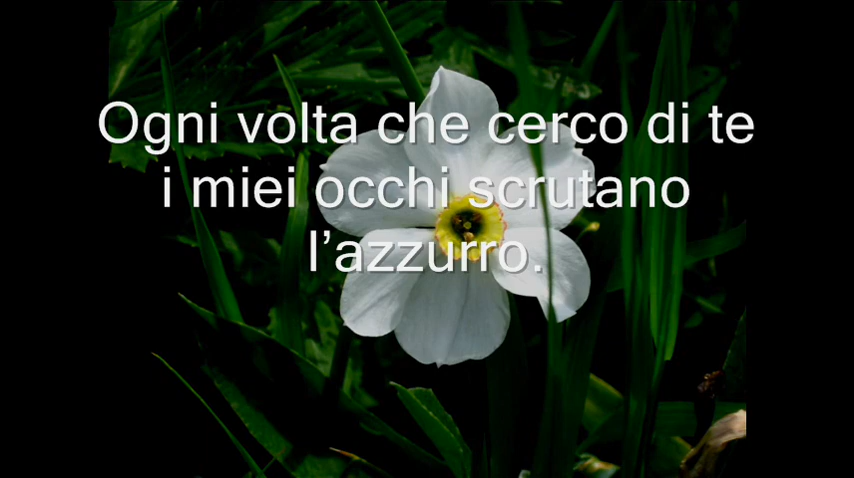 Ogni volta che cerco di te
i miei occhi scrutano
l’azzurro.